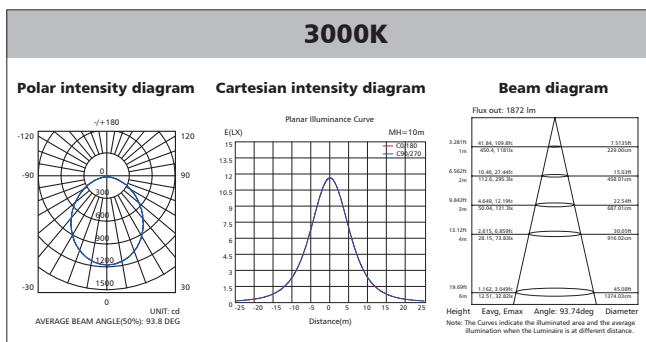 3000K
Polar intensity diagram
Cartesian intensity diagram
Beam diagram
-/+180
-120
120
-90
90
0
300
600
900
1200
1500
-30
30
0
UNIT: cd
AVERAGE BEAM ANGLE(50%): 93.8 DEG
Planar Illuminance Curve
E(LX)
MH=10m
C0/180
C90/270
15
13.5
12
10.5
9
7.5
6
4.5
3
1.5
0
-25 -20 -15 -10 -5 0 5 10 15 20 25
Distance(m)
Flux out: 1872 lm
3.281ft 41.84, 109.8fc 7.5135ft
1m 450.4, 1181lx 229.00cm
6.562ft 10.46, 27.44fc 15.03ft
2m 112.6, 295.3lx 458.01cm
9.843ft 4.649, 12.19fc 22.54ft
3m 50.04, 131.3lx 687.01cm
13.12ft 2.615, 6.859fc 30.05ft
4m 28.15, 73.83lx 916.02cm
19.69ft 1.162, 3.049fc 45.08ft
6m 12.51, 32.82lx 1374.03cm
Height Eavg, Emax Angle: 93.74deg Diameter
Note: The Curves indicate the illuminated area and the average
illumination when the Luminaire is at different distance.